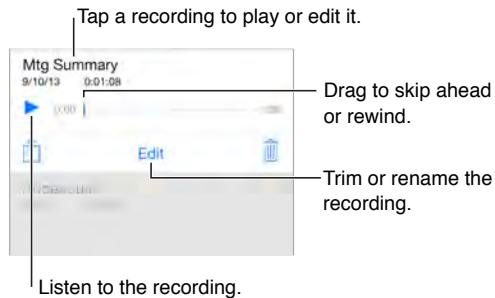 Tap a recording to play or edit it.
Mtg Summary
9/10/13 0:01:08
0:00
Drag to skip ahead
or rewind.
Edit
Trim or rename the
recording.
Listen to the recording.